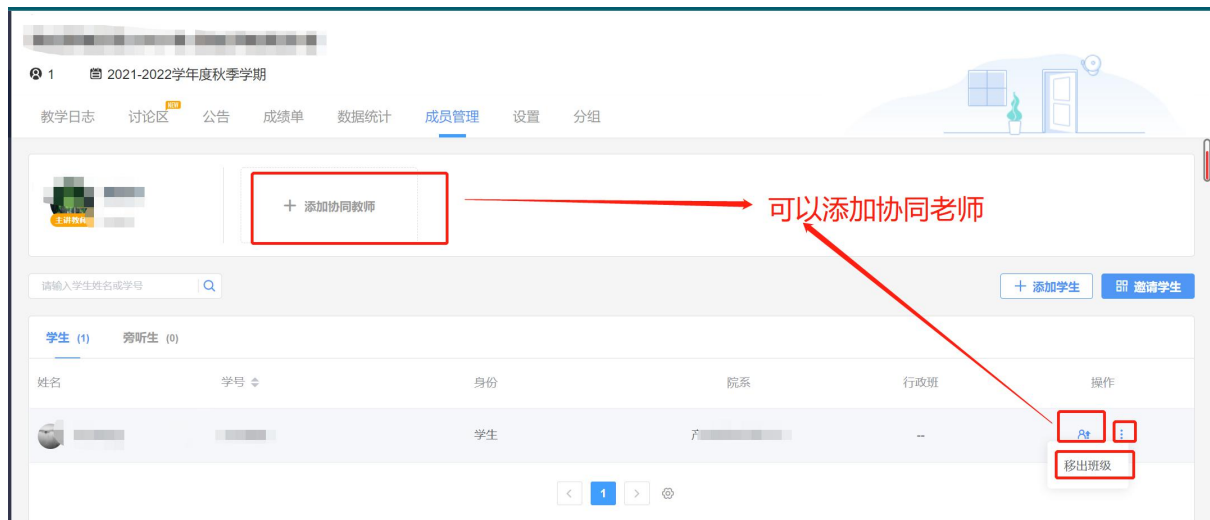 1 2021-2022学年度秋季学期
教学日志 讨论区 公告 成绩单 数据统计 成员管理 设置 分组
主讲教师
+ 添加协同教师
可以添加协同老师
请输入学生姓名或学号
+ 添加学生 邀请学生
学生 (1) 旁听生 (0)
姓名 学号 身份 院系 行政班 操作
学生 --
移出班级
1